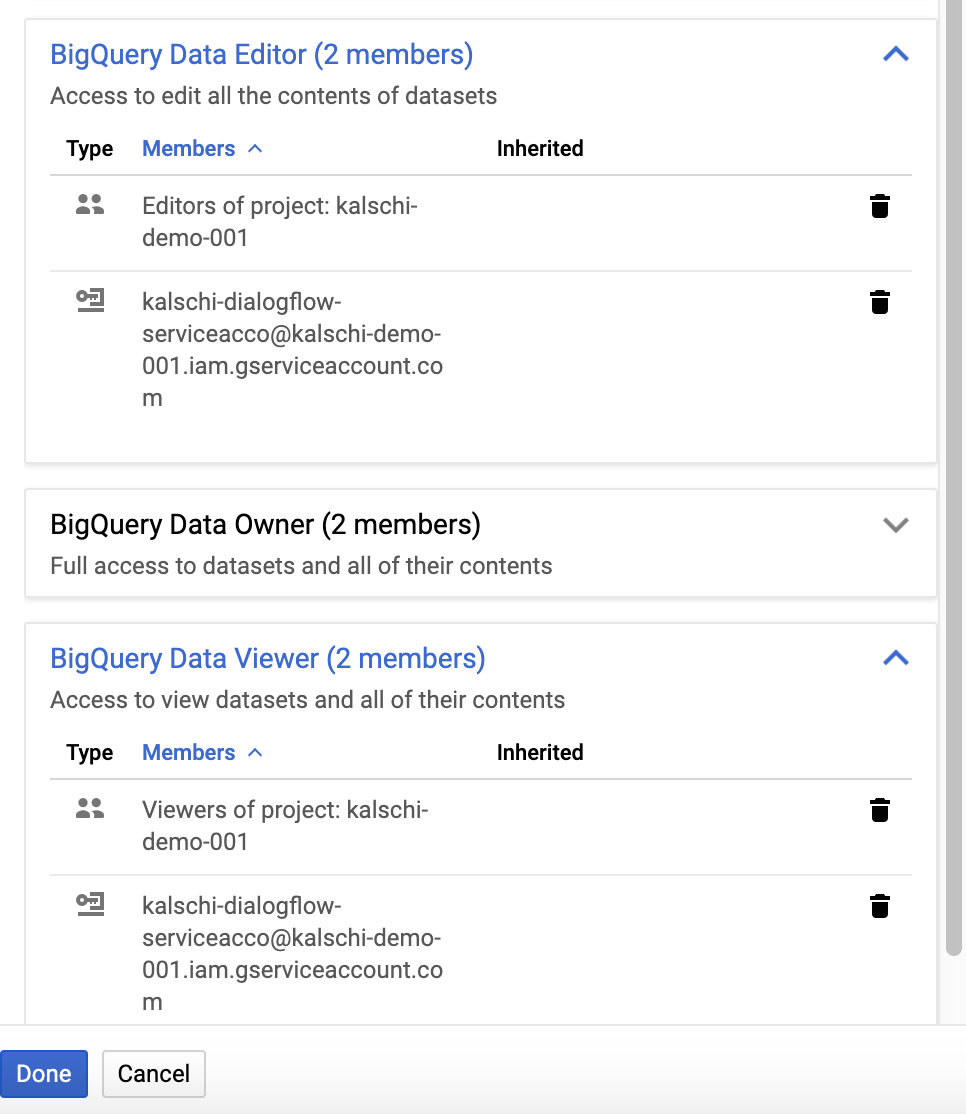 BigQuery Data Editor (2 members)
Access to edit all the contents of datasets
Type Members Inherited
Editors of project: kalschi-
demo-001
kalschi-dialogflow-
serviceacco@kalschi-demo-
001.iam.gserviceaccount.co
m
BigQuery Data Owner (2 members)
Full access to datasets and all of their contents
BigQuery Data Viewer (2 members)
Access to view datasets and all of their contents
Type Members Inherited
Viewers of project: kalschi-
demo-001
kalschi-dialogflow-
serviceacco@kalschi-demo-
001.iam.gserviceaccount.co
m
Done Cancel